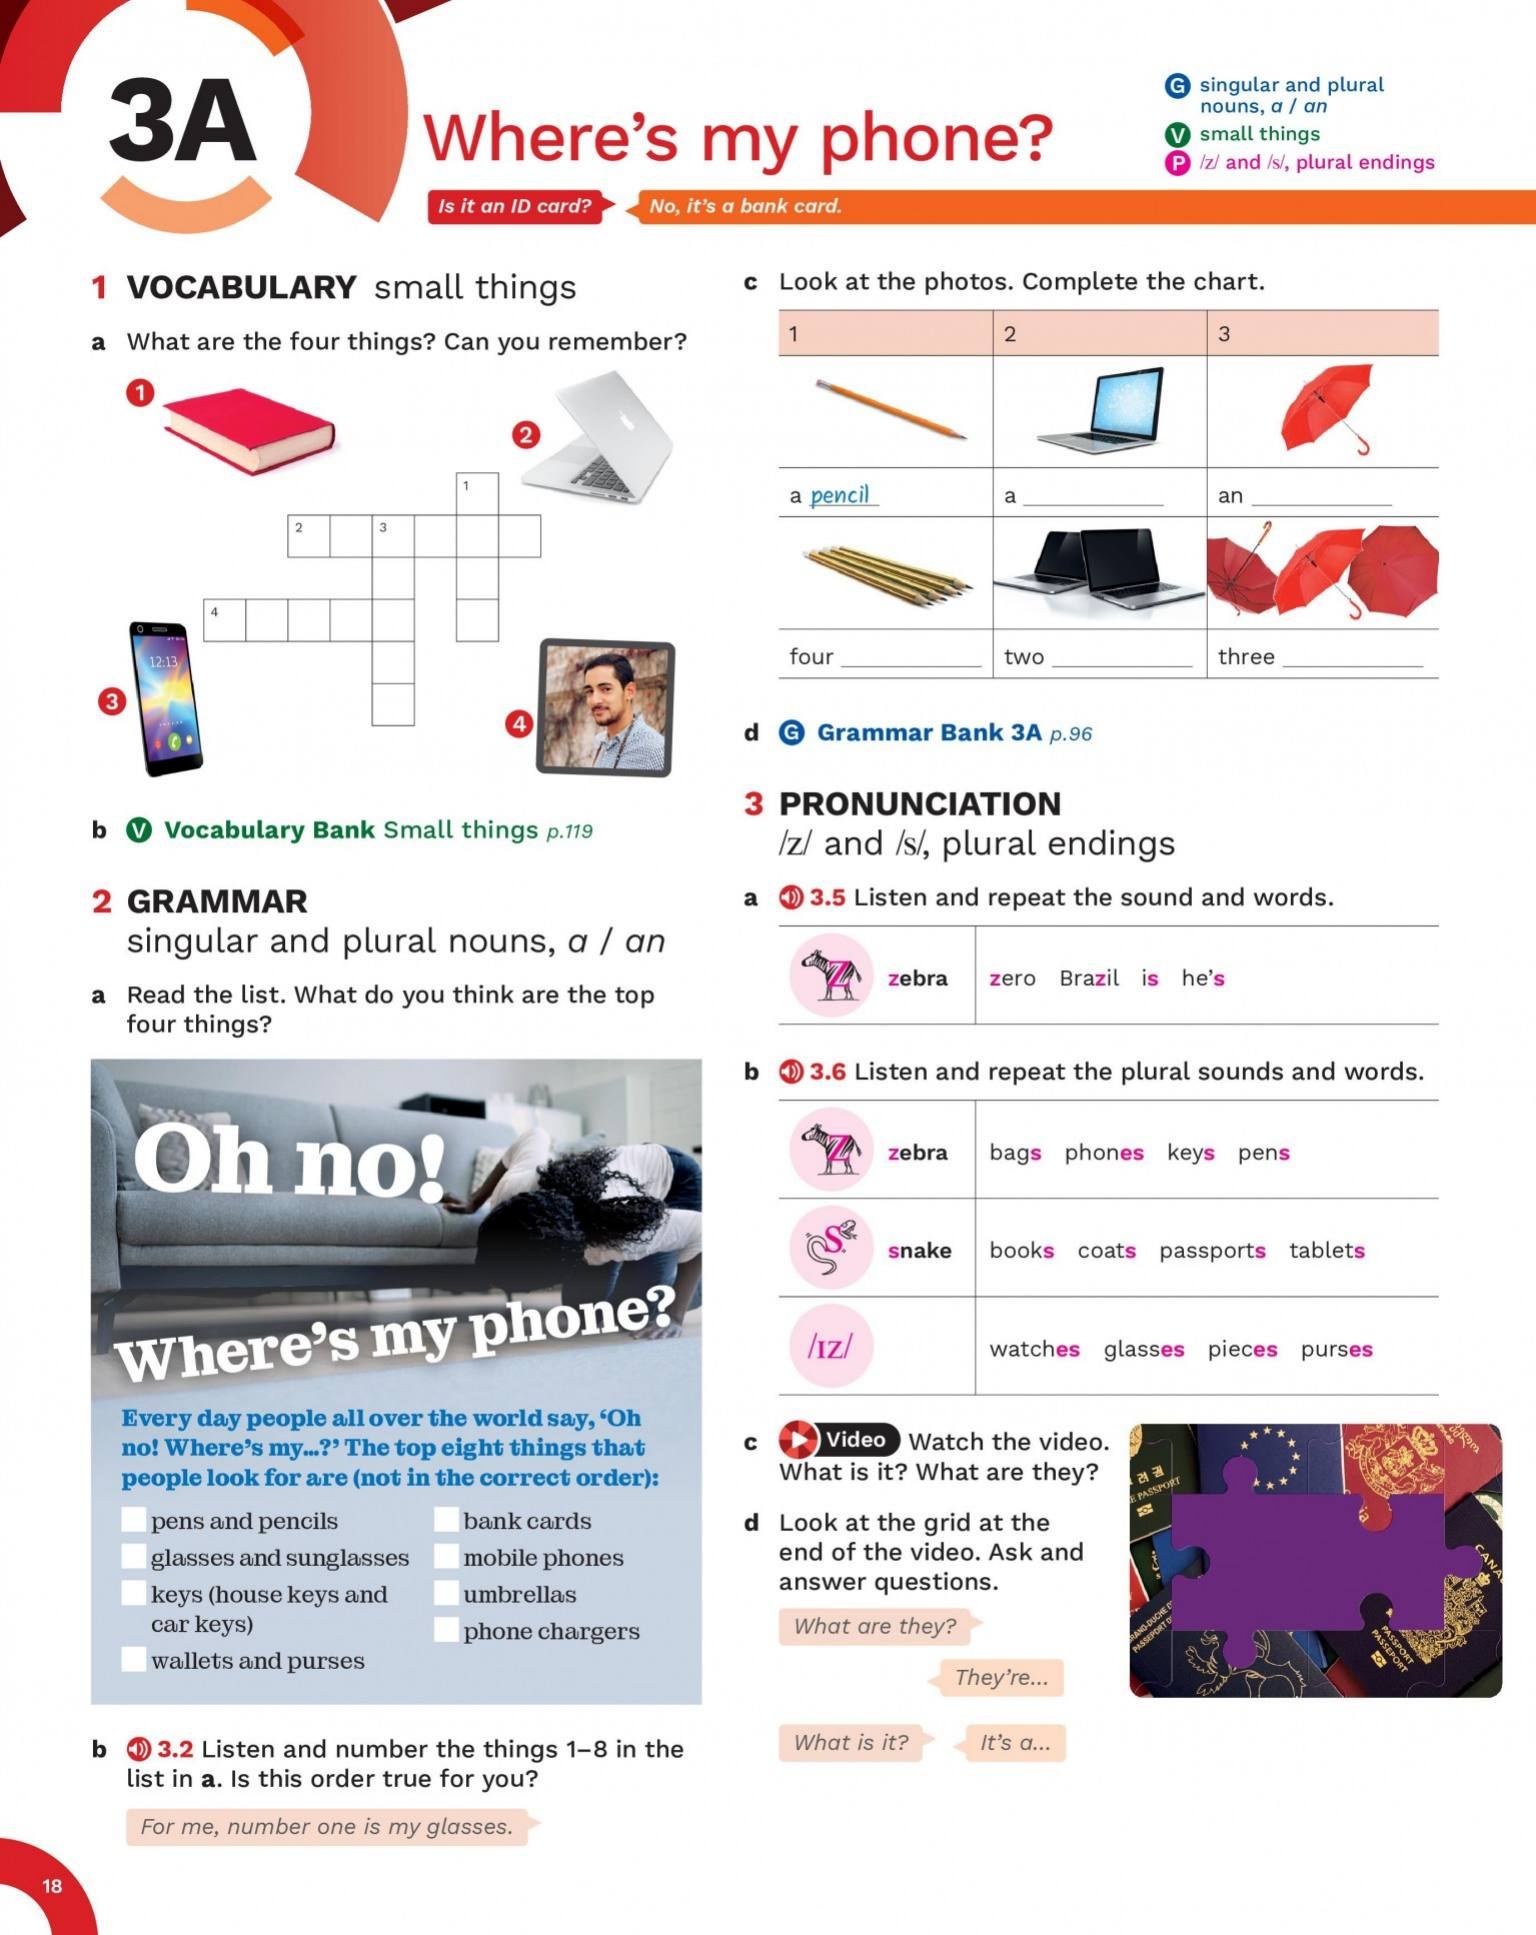 3A
Where's my phone?
G singular and plural
nouns, a / an
V small things
P /z/ and /s/, plural endings
Is it an ID card?
No, it's a bank card.
1 VOCABULARY small things
a What are the four things? Can you remember?
1
2
1
2
3
4
12:13
3
4
b V Vocabulary Bank Small things p.119
2 GRAMMAR
singular and plural nouns, a / an
a Read the list. What do you think are the top
four things?
Oh no!
Where's my phone?
Every day people all over the world say, ‘Oh
no! Where's my...?’ The top eight things that
people look for are (not in the correct order):
pens and pencils
glasses and sunglasses
keys (house keys and
car keys)
wallets and purses
bank cards
mobile phones
umbrellas
phone chargers
b 3.2 Listen and number the things 1–8 in the
list in a. Is this order true for you?
For me, number one is my glasses.
c Look at the photos. Complete the chart.
1 2 3
a pencil a ___ an ___
four ___ two ___ three ___
d G Grammar Bank 3A p.96
3 PRONUNCIATION
/z/ and /s/, plural endings
a 3.5 Listen and repeat the sound and words.
z zebra zero Brazil is he's
b 3.6 Listen and repeat the plural sounds and words.
z zebra bags phones keys pens
s snake books coats passports tablets
/ɪz/ watches glasses pieces purses
c Video Watch the video.
What is it? What are they?
d Look at the grid at the
end of the video. Ask and
answer questions.
What are they?
They're...
What is it?
It's a...
PASSPORT
CANA
PASSPORT
PASSEPORT
18